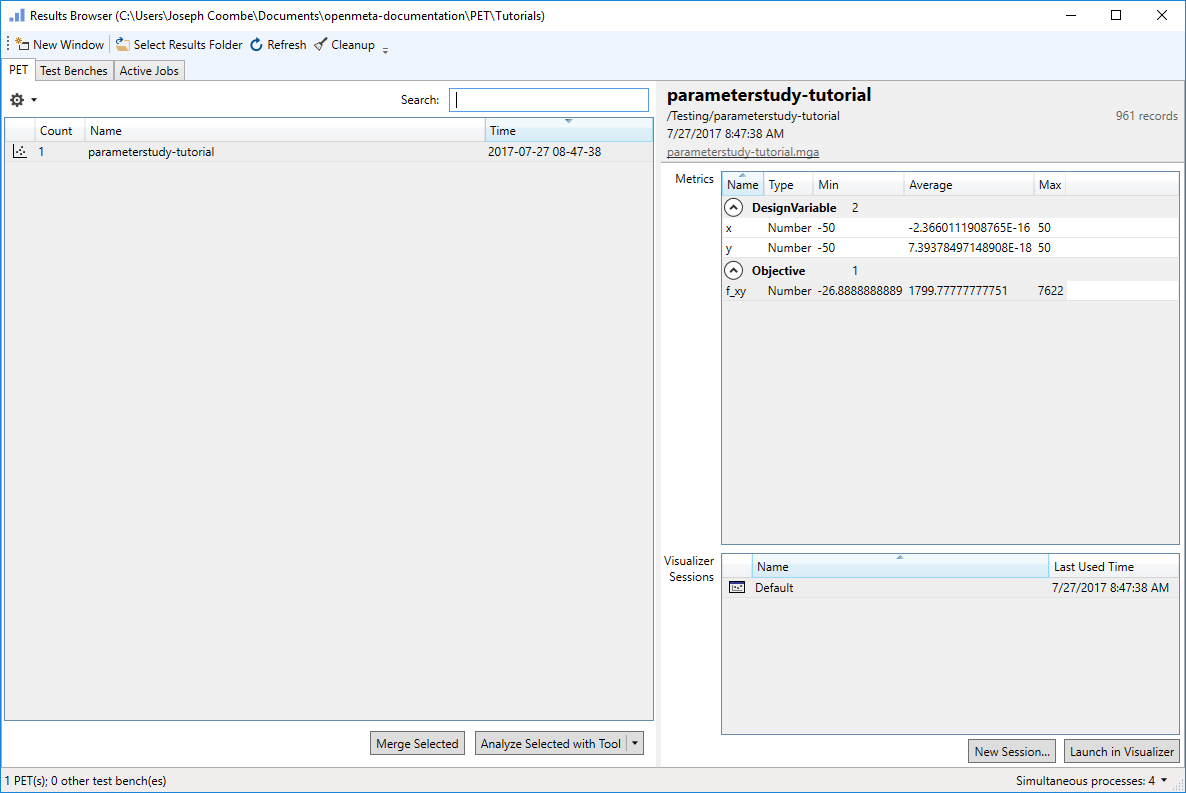 Results Browser (C:\Users\Joseph Coombe\Documents\openmeta-documentation\PET\Tutorials)
New Window Select Results Folder Refresh Cleanup
PET Test Benches Active Jobs
Search:
Count Name Time
1 parameterstudy-tutorial 2017-07-27 08-47-38
Merge Selected Analyze Selected with Tool
parameterstudy-tutorial
/Testing/parameterstudy-tutorial 961 records
7/27/2017 8:47:38 AM
parameterstudy-tutorial.mga
Metrics
Name Type Min Average Max
DesignVariable 2
x Number -50 -2.3660111908765E-16 50
y Number -50 7.39378497148908E-18 50
Objective 1
f_xy Number -26.8888888889 1799.77777777751 7622
Visualizer
Sessions
Name Last Used Time
Default 7/27/2017 8:47:38 AM
New Session... Launch in Visualizer
1 PET(s); 0 other test bench(es) Simultaneous processes: 4